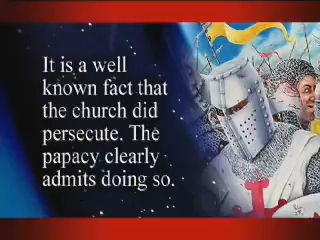 It is a well
known fact that
the church did
persecute. The
papacy clearly
admits doing so.